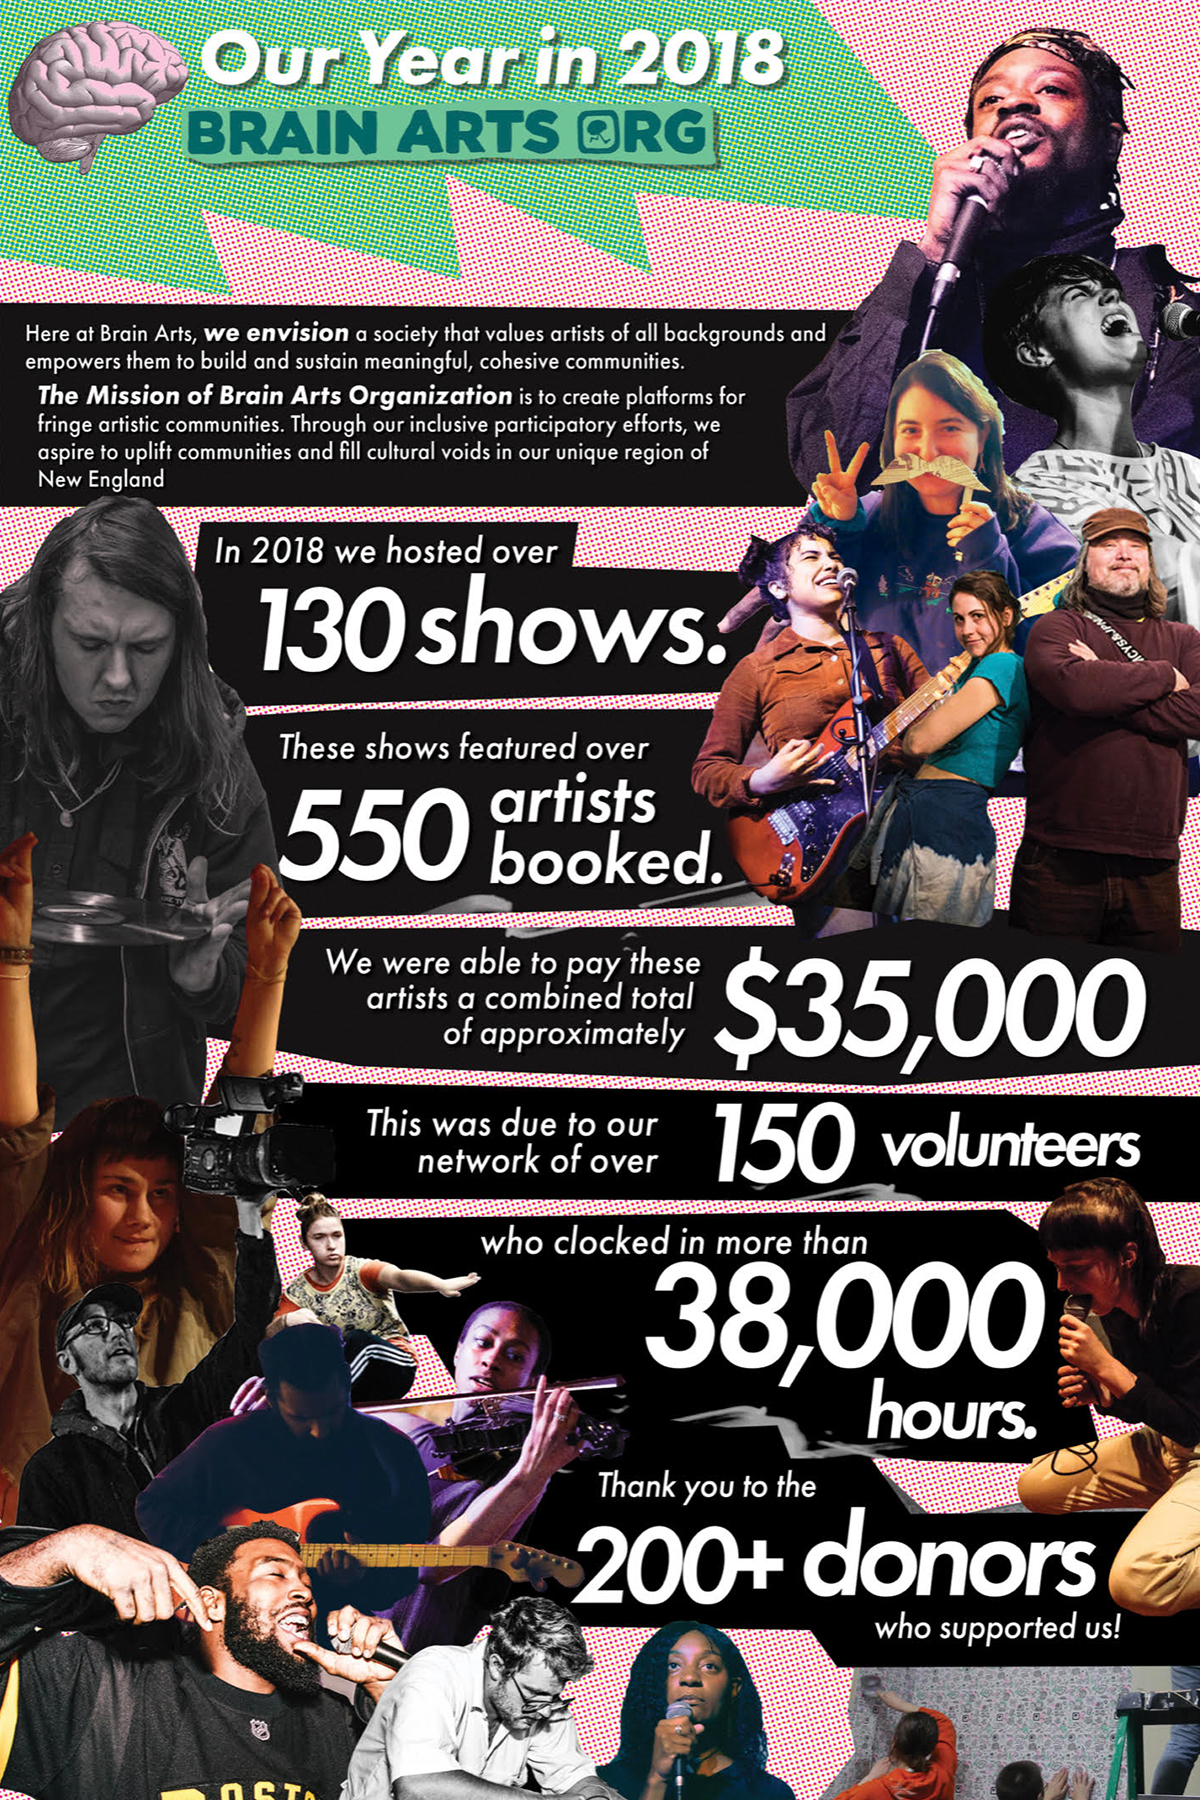 Our Year in 2018
BRAIN ARTS ORG
Here at Brain Arts, we envision a society that values artists of all backgrounds and
empowers them to build and sustain meaningful, cohesive communities.
The Mission of Brain Arts Organization is to create platforms for
fringe artistic communities. Through our inclusive participatory efforts, we
aspire to uplift communities and fill cultural voids in our unique region of
New England
In 2018 we hosted over
130 shows.
These shows featured over
550 artists
booked.
We were able to pay these
artists a combined total
of approximately
$35,000
This was due to our
network of over
150 volunteers
who clocked in more than
38,000
hours.
Thank you to the
200+ donors
who supported us!